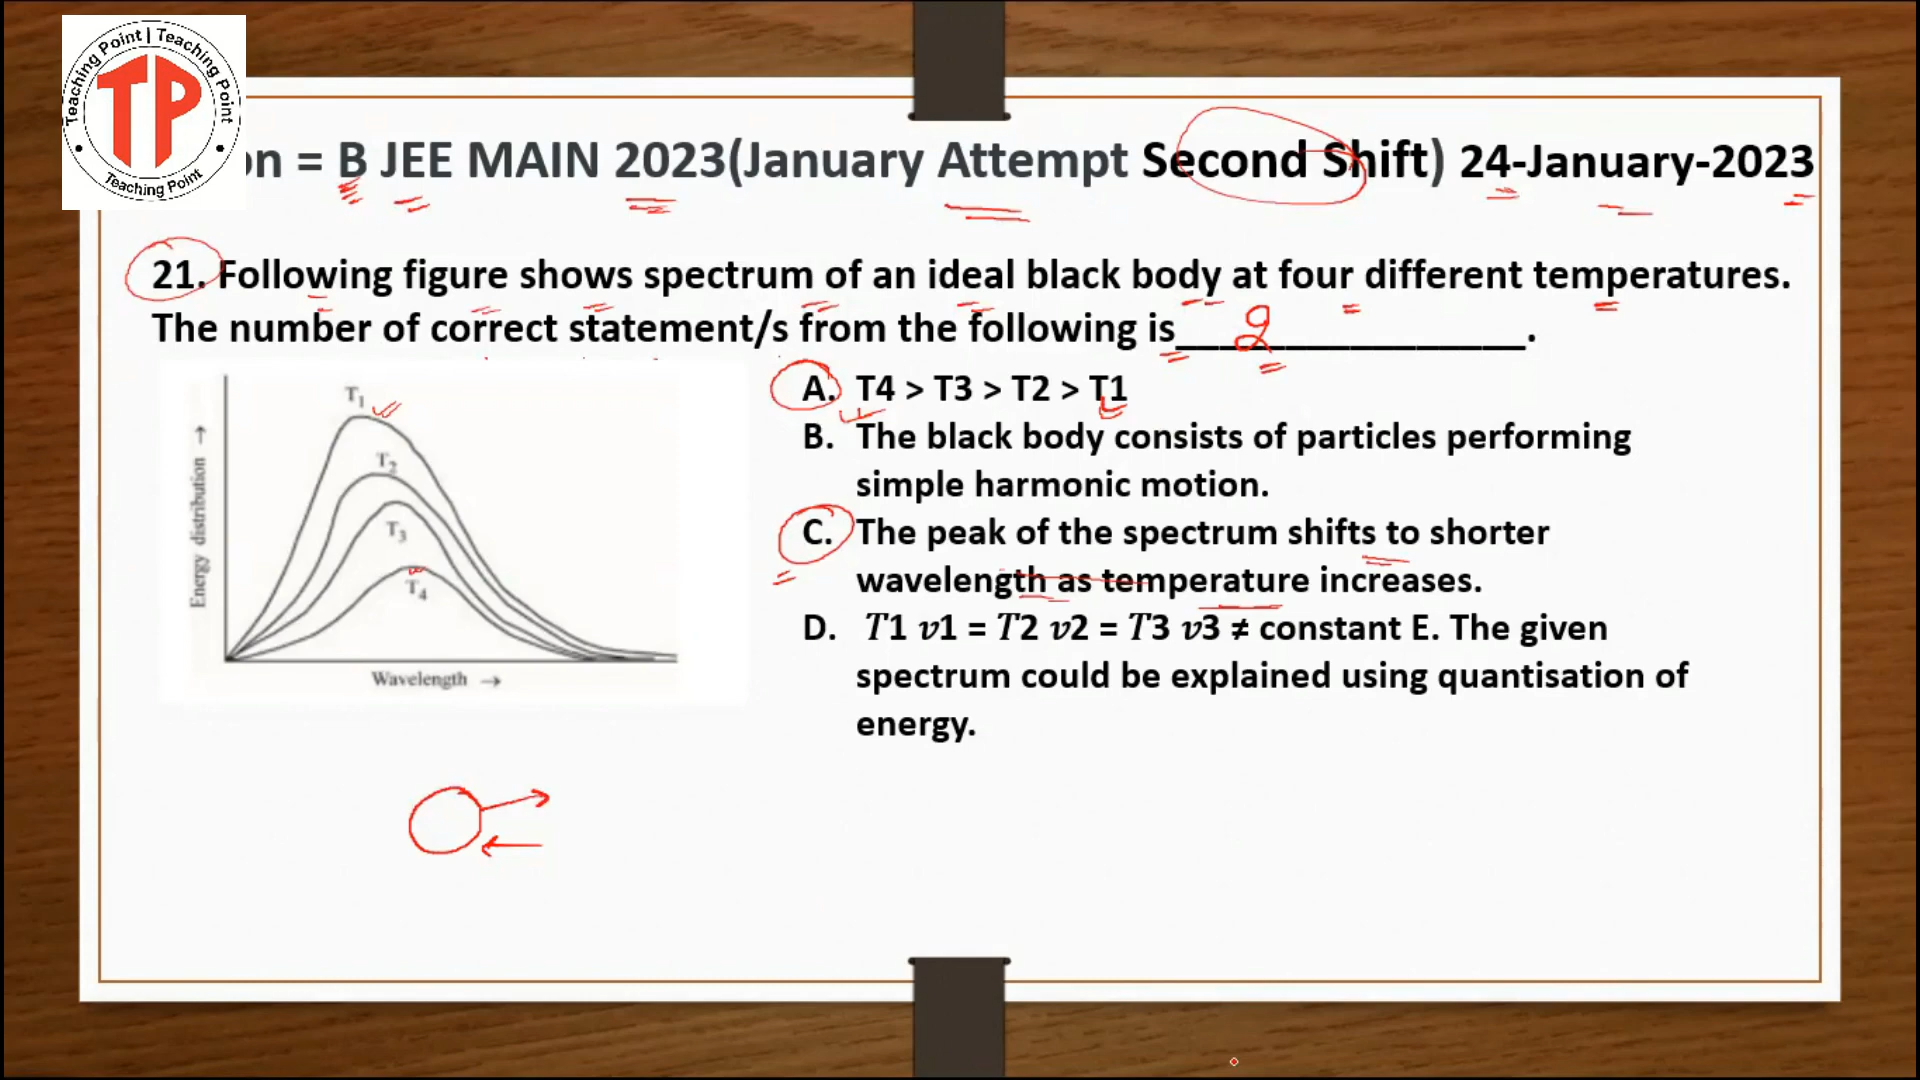 Teaching Point | Teaching Point
TP
Teaching Point
on = B JEE MAIN 2023(January Attempt Second Shift) 24-January-2023
21. Following figure shows spectrum of an ideal black body at four different temperatures.
The number of correct statement/s from the following is 2 .
T1
T2
T3
T4
Energy distribution →
Wavelength →
A. T4 > T3 > T2 > T1
B. The black body consists of particles performing
simple harmonic motion.
C. The peak of the spectrum shifts to shorter
wavelength as temperature increases.
D. T1 v1 = T2 v2 = T3 v3 ≠ constant E. The given
spectrum could be explained using quantisation of
energy.